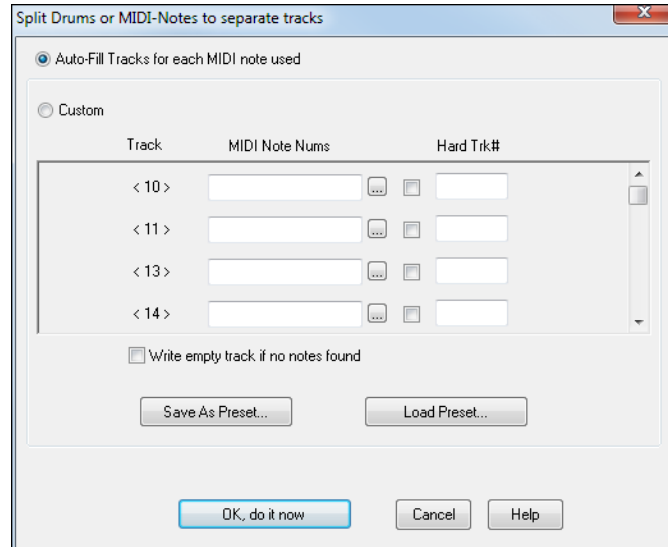 Split Drums or MIDI-Notes to separate tracks
Auto-Fill Tracks for each MIDI note used
Custom
Track MIDI Note Nums Hard Trk#
< 10 > ...
< 11 > ...
< 13 > ...
< 14 > ...
Write empty track if no notes found
Save As Preset... Load Preset...
OK, do it now Cancel Help